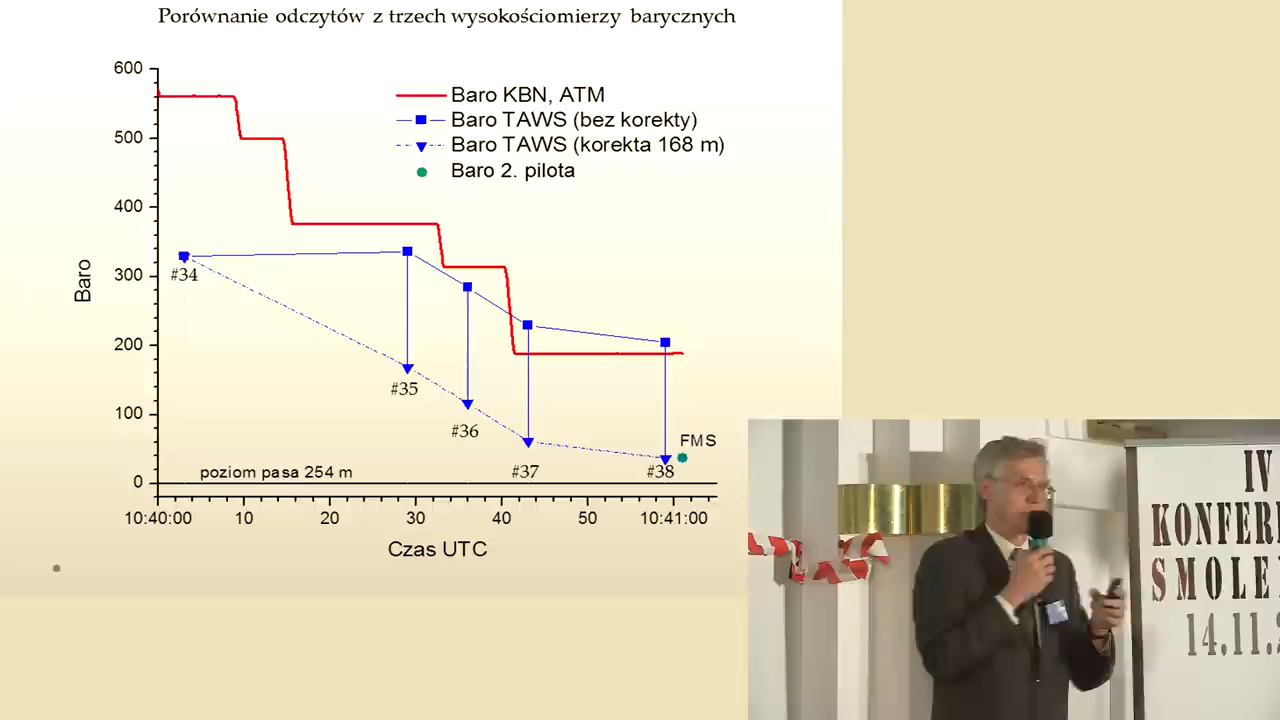 Porównanie odczytów z trzech wysokościomierzy barycznych
600
500
400
300
200
100
0
Baro
Baro KBN, ATM
Baro TAWS (bez korekty)
Baro TAWS (korekta 168 m)
Baro 2. pilota
#34
#35
#36
#37
#38
FMS
poziom pasa 254 m
10:40:00 10 20 30 40 50 10:41:00
Czas UTC
IV
KONFER
SMOLE
14.11.2